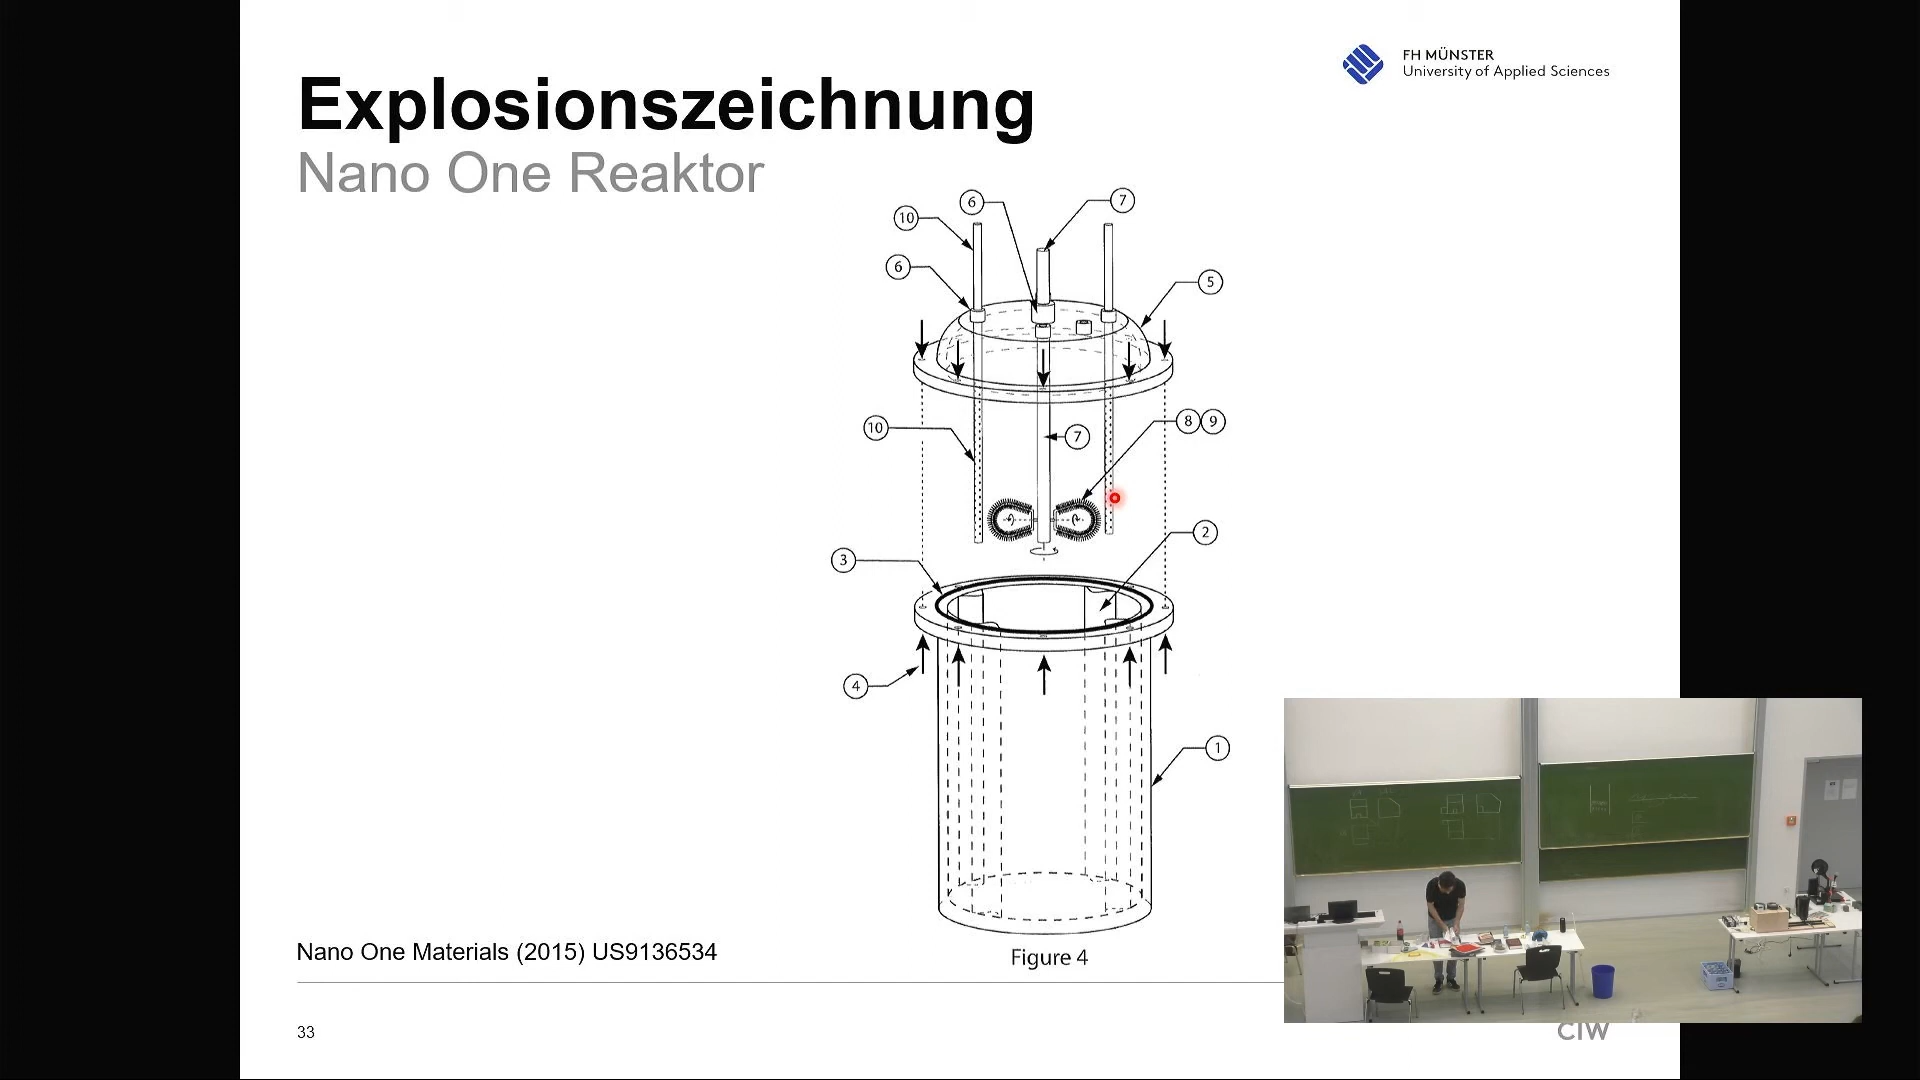 FH MÜNSTER
University of Applied Sciences
Explosionszeichnung
Nano One Reaktor
6
7
10
6
5
10
7
8 9
2
3
4
1
Nano One Materials (2015) US9136534
Figure 4
33
CIW